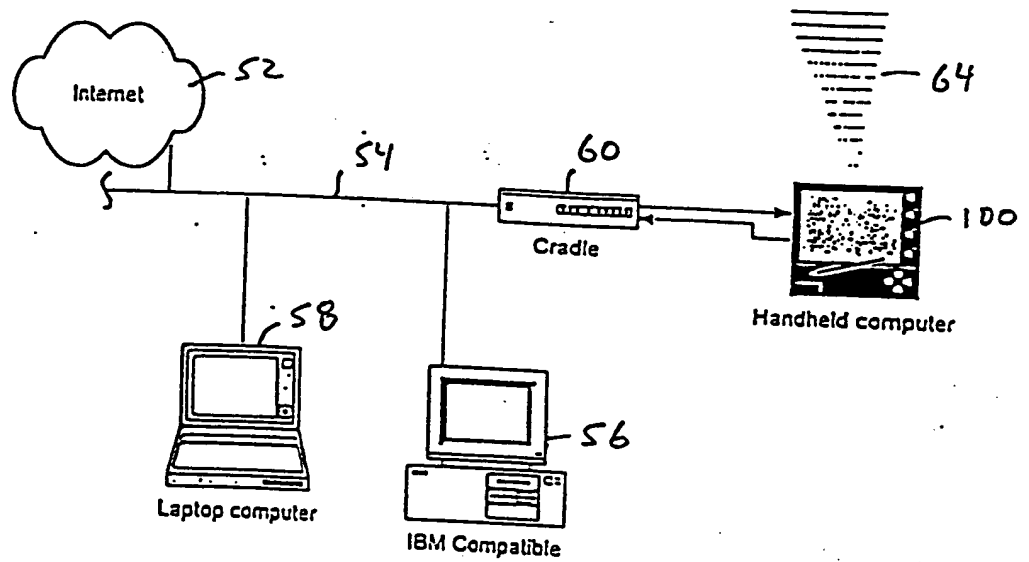 Internet
52
64
54
60
100
Cradle
Handheld computer
58
56
Laptop computer
IBM Compatible